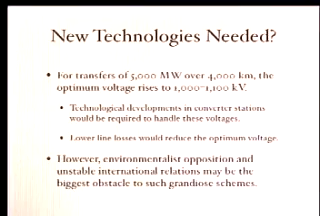 New Technologies Needed?
• For transfers of 5,000 MW over 4,000 km, the
optimum voltage rises to 1,000–1,100 kV.
• Technological developments in converter stations
would be required to handle these voltages.
• Lower line losses would reduce the optimum voltage.
• However, environmentalist opposition and
unstable international relations may be the
biggest obstacle to such grandiose schemes.